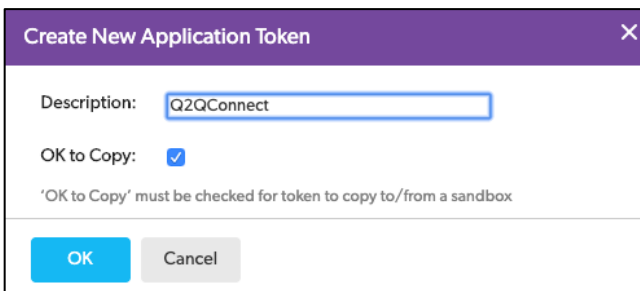 Create New Application Token
Description: Q2QConnect
OK to Copy:
'OK to Copy' must be checked for token to copy to/from a sandbox
OK Cancel